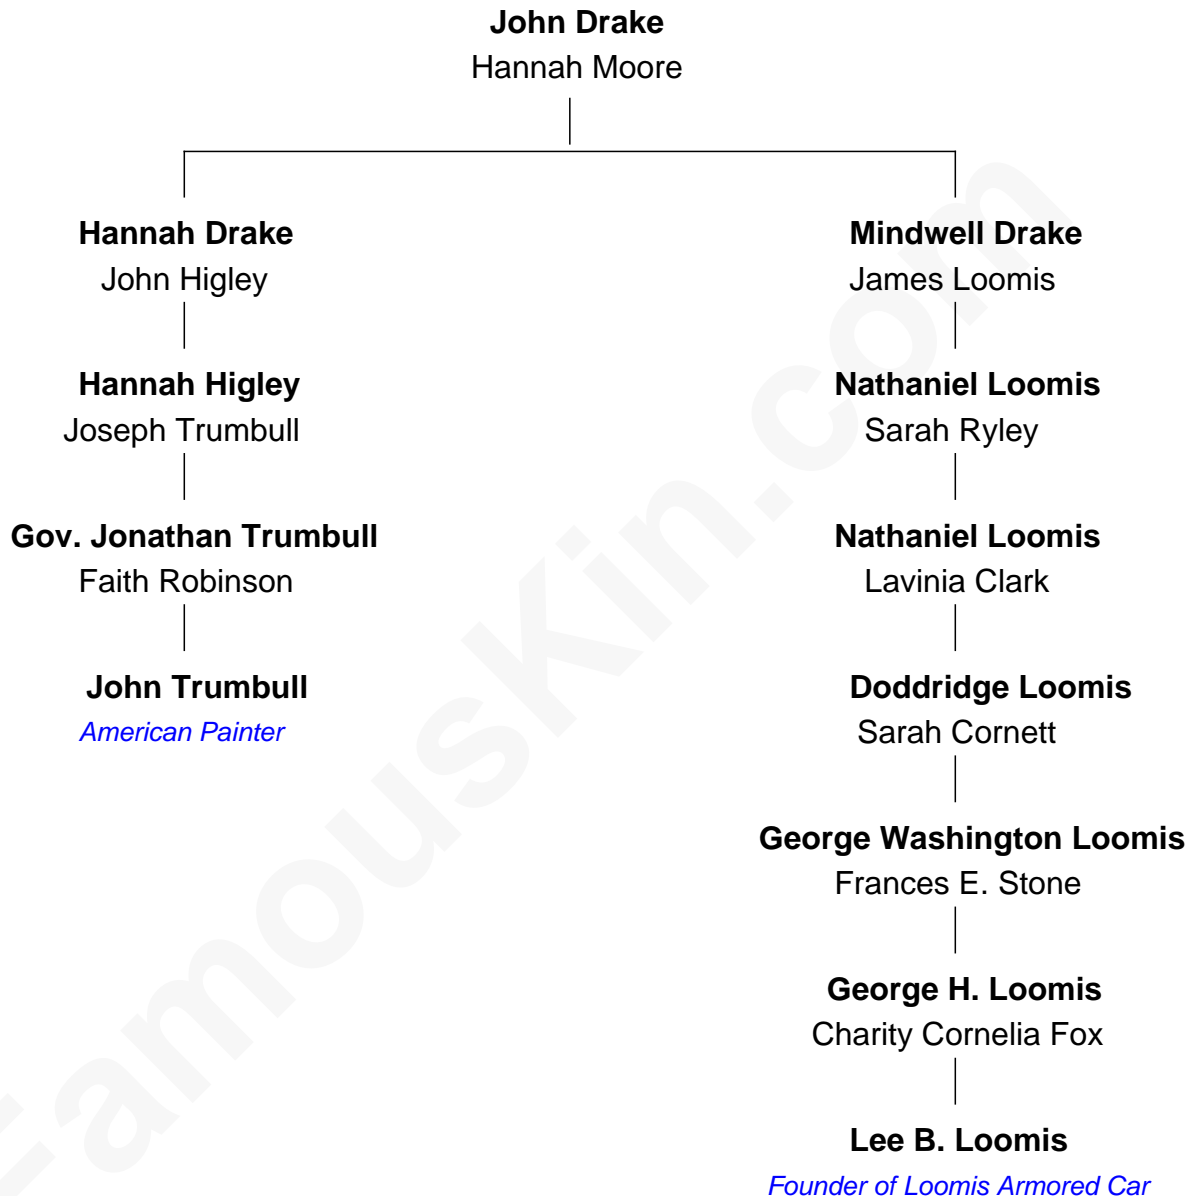 John Drake
Hannah Moore
Hannah Drake
John Higley
Hannah Higley
Joseph Trumbull
Gov. Jonathan Trumbull
Faith Robinson
John Trumbull
American Painter
Mindwell Drake
James Loomis
Nathaniel Loomis
Sarah Ryley
Nathaniel Loomis
Lavinia Clark
Doddridge Loomis
Sarah Cornett
George Washington Loomis
Frances E. Stone
George H. Loomis
Charity Cornelia Fox
Lee B. Loomis
Founder of Loomis Armored Car
FamousKin.com